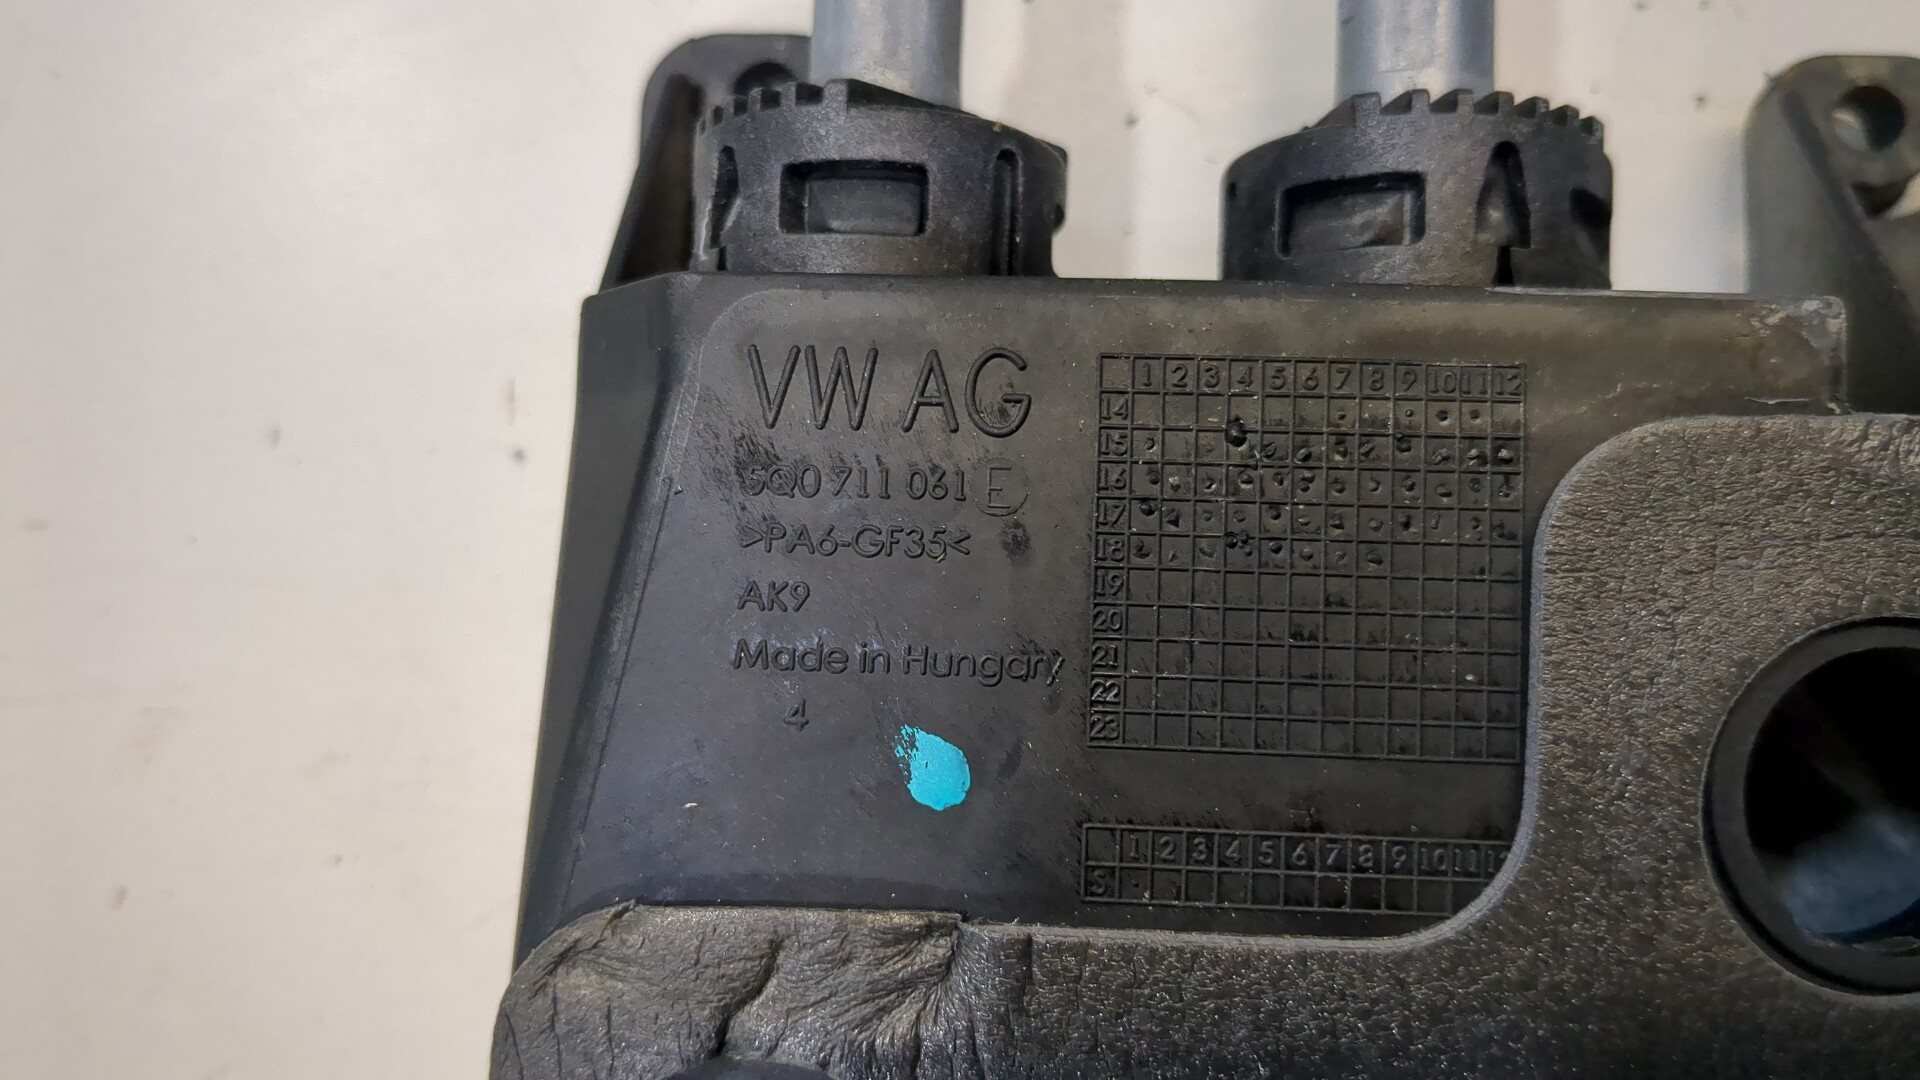 VW AG
5Q0 711 061 E
>PA6-GF35<
AK9
Made in Hungary
4
1 2 3 4 5 6 7 8 9 10 11 12
14
15
16
17
18
19
20
21
22
23
1 2 3 4 5 6 7 8 9 10 11
S